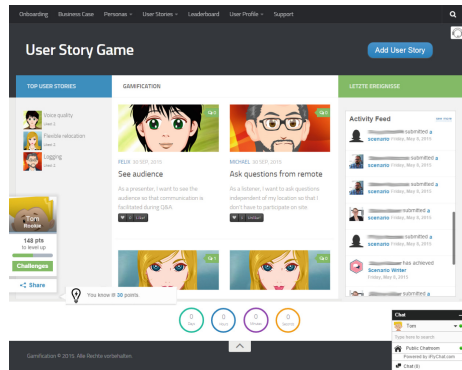 Onboarding Business Case Personas User Stories Leaderboard User Profile Support
User Story Game
Add User Story
TOP USER STORIES
GAMIFICATION
LETZTE EREIGNISSE
Voice quality
Flexible relocation
Logging
FELIX 30 SEP, 2015
See audience
As a presenter, I want to see the
audience so that communication is
facilitated during Q&A
MICHAEL 30 SEP, 2015
Ask questions from remote
As a listener, I want to ask questions
independent of my location so that I
don't have to participate on site
Activity Feed
see more
submitted a
scenario Friday, May 8, 2015
submitted a
scenario Friday, May 8, 2015
submitted a
scenario Friday, May 8, 2015
submitted a
scenario Friday, May 8, 2015
has achieved
Scenario Writer
Friday, May 8, 2015
submitted a
Tom
Rookie
148 pts
to level up
Challenges
Share
You know @ 50 points.
0
0
0
0
Gamification © 2015. Alle Rechte vorbehalten
Chat
Tom
Type here to search
Public Chatroom
Powered by iFlyChat.com
Chat (0)